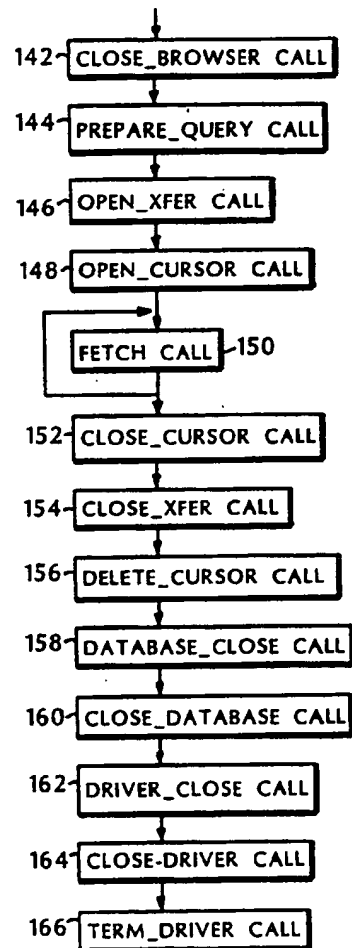 142 CLOSE_BROWSER CALL
144 PREPARE_QUERY CALL
146 OPEN_XFER CALL
148 OPEN_CURSOR CALL
FETCH CALL 150
152 CLOSE_CURSOR CALL
154 CLOSE_XFER CALL
156 DELETE_CURSOR CALL
158 DATABASE_CLOSE CALL
160 CLOSE_DATABASE CALL
162 DRIVER_CLOSE CALL
164 CLOSE-DRIVER CALL
166 TERM_DRIVER CALL